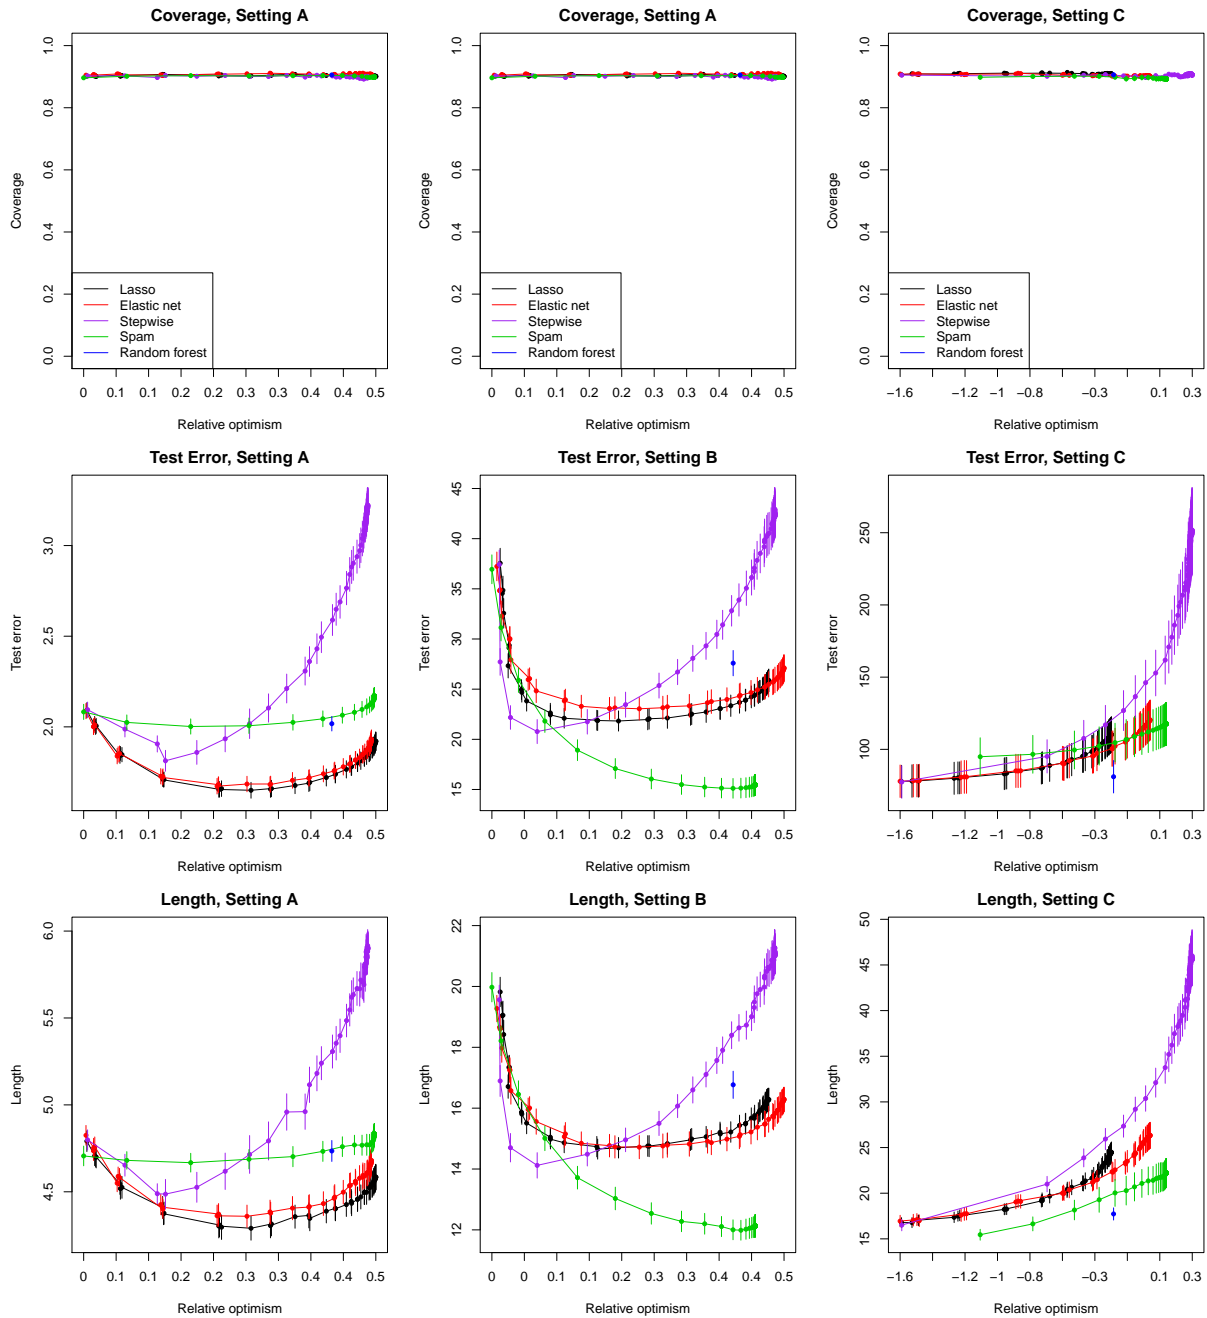 Coverage, Setting A
Coverage
0.0 0.2 0.4 0.6 0.8 1.0
Lasso
Elastic net
Stepwise
Spam
Random forest
0 0.1 0.1 0.2 0.2 0.3 0.3 0.4 0.4 0.5
Relative optimism
Coverage, Setting A
Coverage
0.0 0.2 0.4 0.6 0.8 1.0
Lasso
Elastic net
Stepwise
Spam
Random forest
0 0.1 0.1 0.2 0.2 0.3 0.3 0.4 0.4 0.5
Relative optimism
Coverage, Setting C
Coverage
0.0 0.2 0.4 0.6 0.8 1.0
Lasso
Elastic net
Stepwise
Spam
Random forest
−1.6 −1.2 −1 −0.8 −0.3 0.1 0.3
Relative optimism
Test Error, Setting A
Test error
2.0 2.5 3.0
0 0.1 0.1 0.2 0.2 0.3 0.3 0.4 0.4 0.5
Relative optimism
Test Error, Setting B
Test error
15 20 25 30 35 40 45
0 0.1 0.1 0.2 0.2 0.3 0.3 0.4 0.4 0.5
Relative optimism
Test Error, Setting C
Test error
100 150 200 250
−1.6 −1.2 −1 −0.8 −0.3 0.1 0.3
Relative optimism
Length, Setting A
Length
4.5 5.0 5.5 6.0
0 0.1 0.1 0.2 0.2 0.3 0.3 0.4 0.4 0.5
Relative optimism
Length, Setting B
Length
12 14 16 18 20 22
0 0.1 0.1 0.2 0.2 0.3 0.3 0.4 0.4 0.5
Relative optimism
Length, Setting C
Length
15 20 25 30 35 40 45 50
−1.6 −1.2 −1 −0.8 −0.3 0.1 0.3
Relative optimism